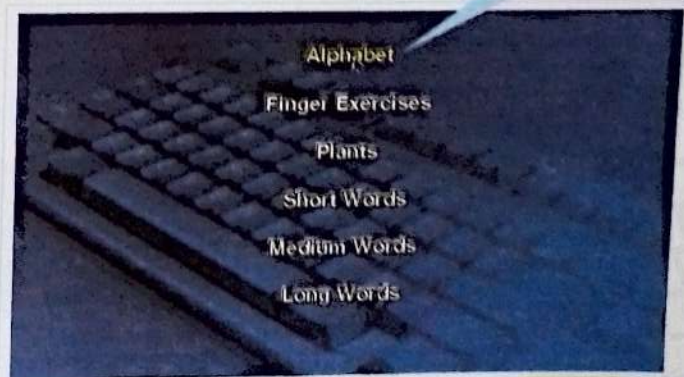 Alphabet
Finger Exercises
Plants
Short Words
Medium Words
Long Words